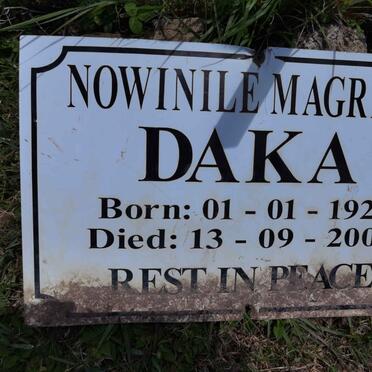 NOWINILE MAGR
DAKA
Born: 01 - 01 - 192
Died: 13 - 09 - 200
REST IN PEACE